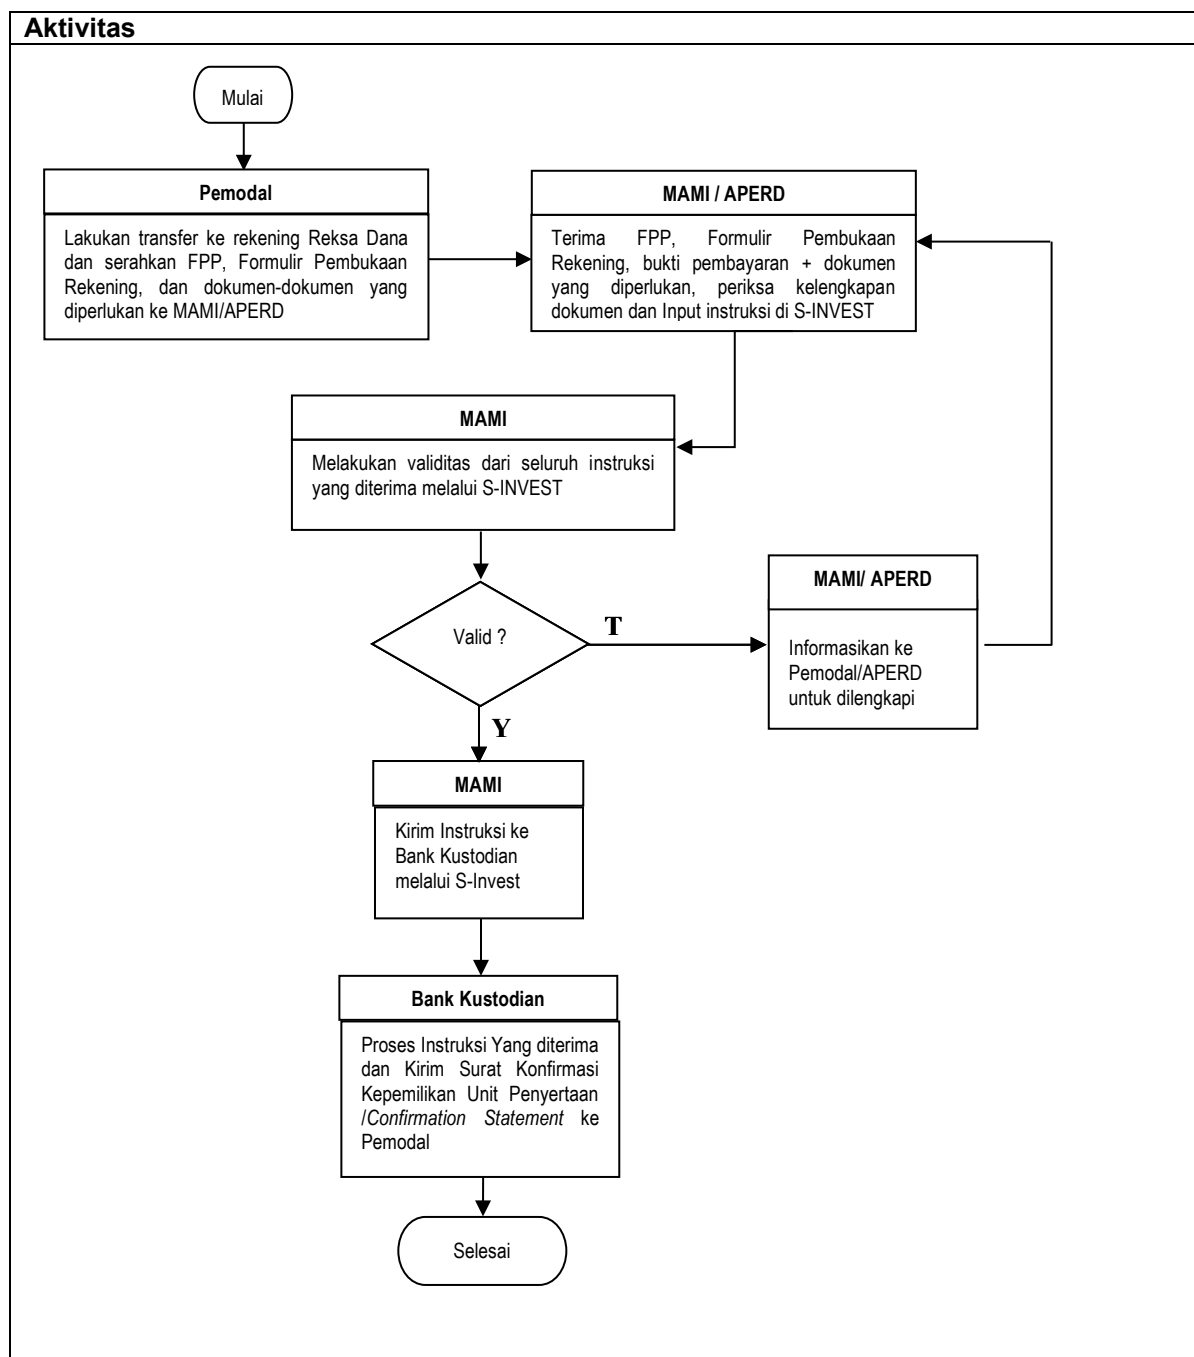 Aktivitas
Mulai
Pemodal
Lakukan transfer ke rekening Reksa Dana
dan serahkan FPP, Formulir Pembukaan
Rekening, dan dokumen-dokumen yang
diperlukan ke MAMI/APERD
MAMI / APERD
Terima FPP, Formulir Pembukaan
Rekening, bukti pembayaran + dokumen
yang diperlukan, periksa kelengkapan
dokumen dan Input instruksi di S-INVEST
MAMI
Melakukan validitas dari seluruh instruksi
yang diterima melalui S-INVEST
Valid ?
T
MAMI/ APERD
Informasikan ke
Pemodal/APERD
untuk dilengkapi
Y
MAMI
Kirim Instruksi ke
Bank Kustodian
melalui S-Invest
Bank Kustodian
Proses Instruksi Yang diterima
dan Kirim Surat Konfirmasi
Kepemilikan Unit Penyertaan
/Confirmation Statement ke
Pemodal
Selesai